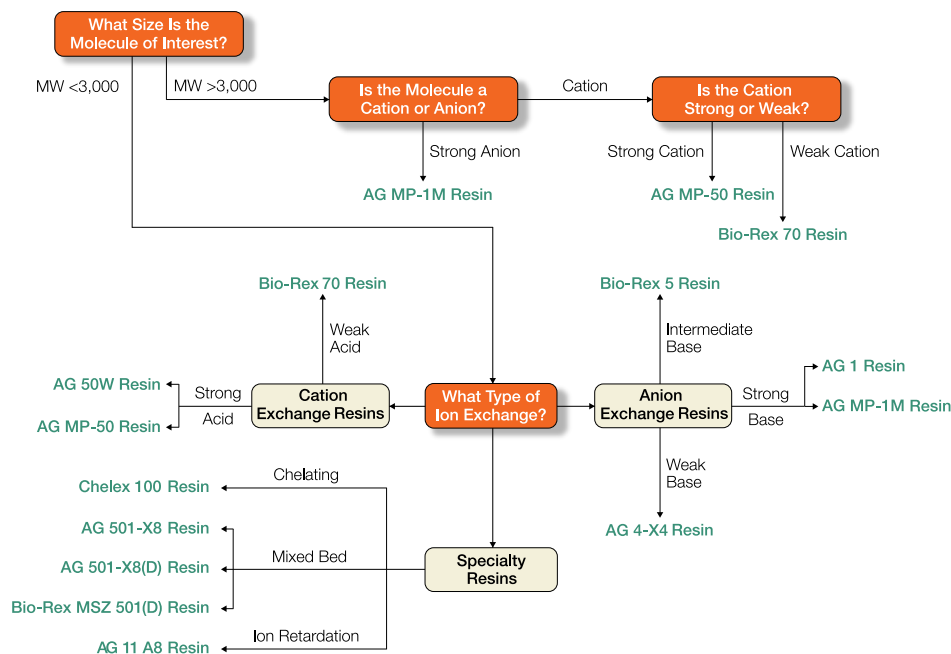 What Size Is the
Molecule of Interest?
MW <3,000
MW >3,000
Is the Molecule a
Cation or Anion?
Cation
Is the Cation
Strong or Weak?
Strong Anion
Strong Cation
Weak Cation
AG MP-1M Resin
AG MP-50 Resin
Bio-Rex 70 Resin
Bio-Rex 70 Resin
Bio-Rex 5 Resin
Weak
Acid
Intermediate
Base
AG 50W Resin
Strong
Acid
AG MP-50 Resin
Cation
Exchange Resins
What Type of
Ion Exchange?
Anion
Exchange Resins
Strong
Base
AG 1 Resin
AG MP-1M Resin
Weak
Base
AG 4-X4 Resin
Chelex 100 Resin
Chelating
AG 501-X8 Resin
AG 501-X8(D) Resin
Mixed Bed
Specialty
Resins
Bio-Rex MSZ 501(D) Resin
AG 11 A8 Resin
Ion Retardation